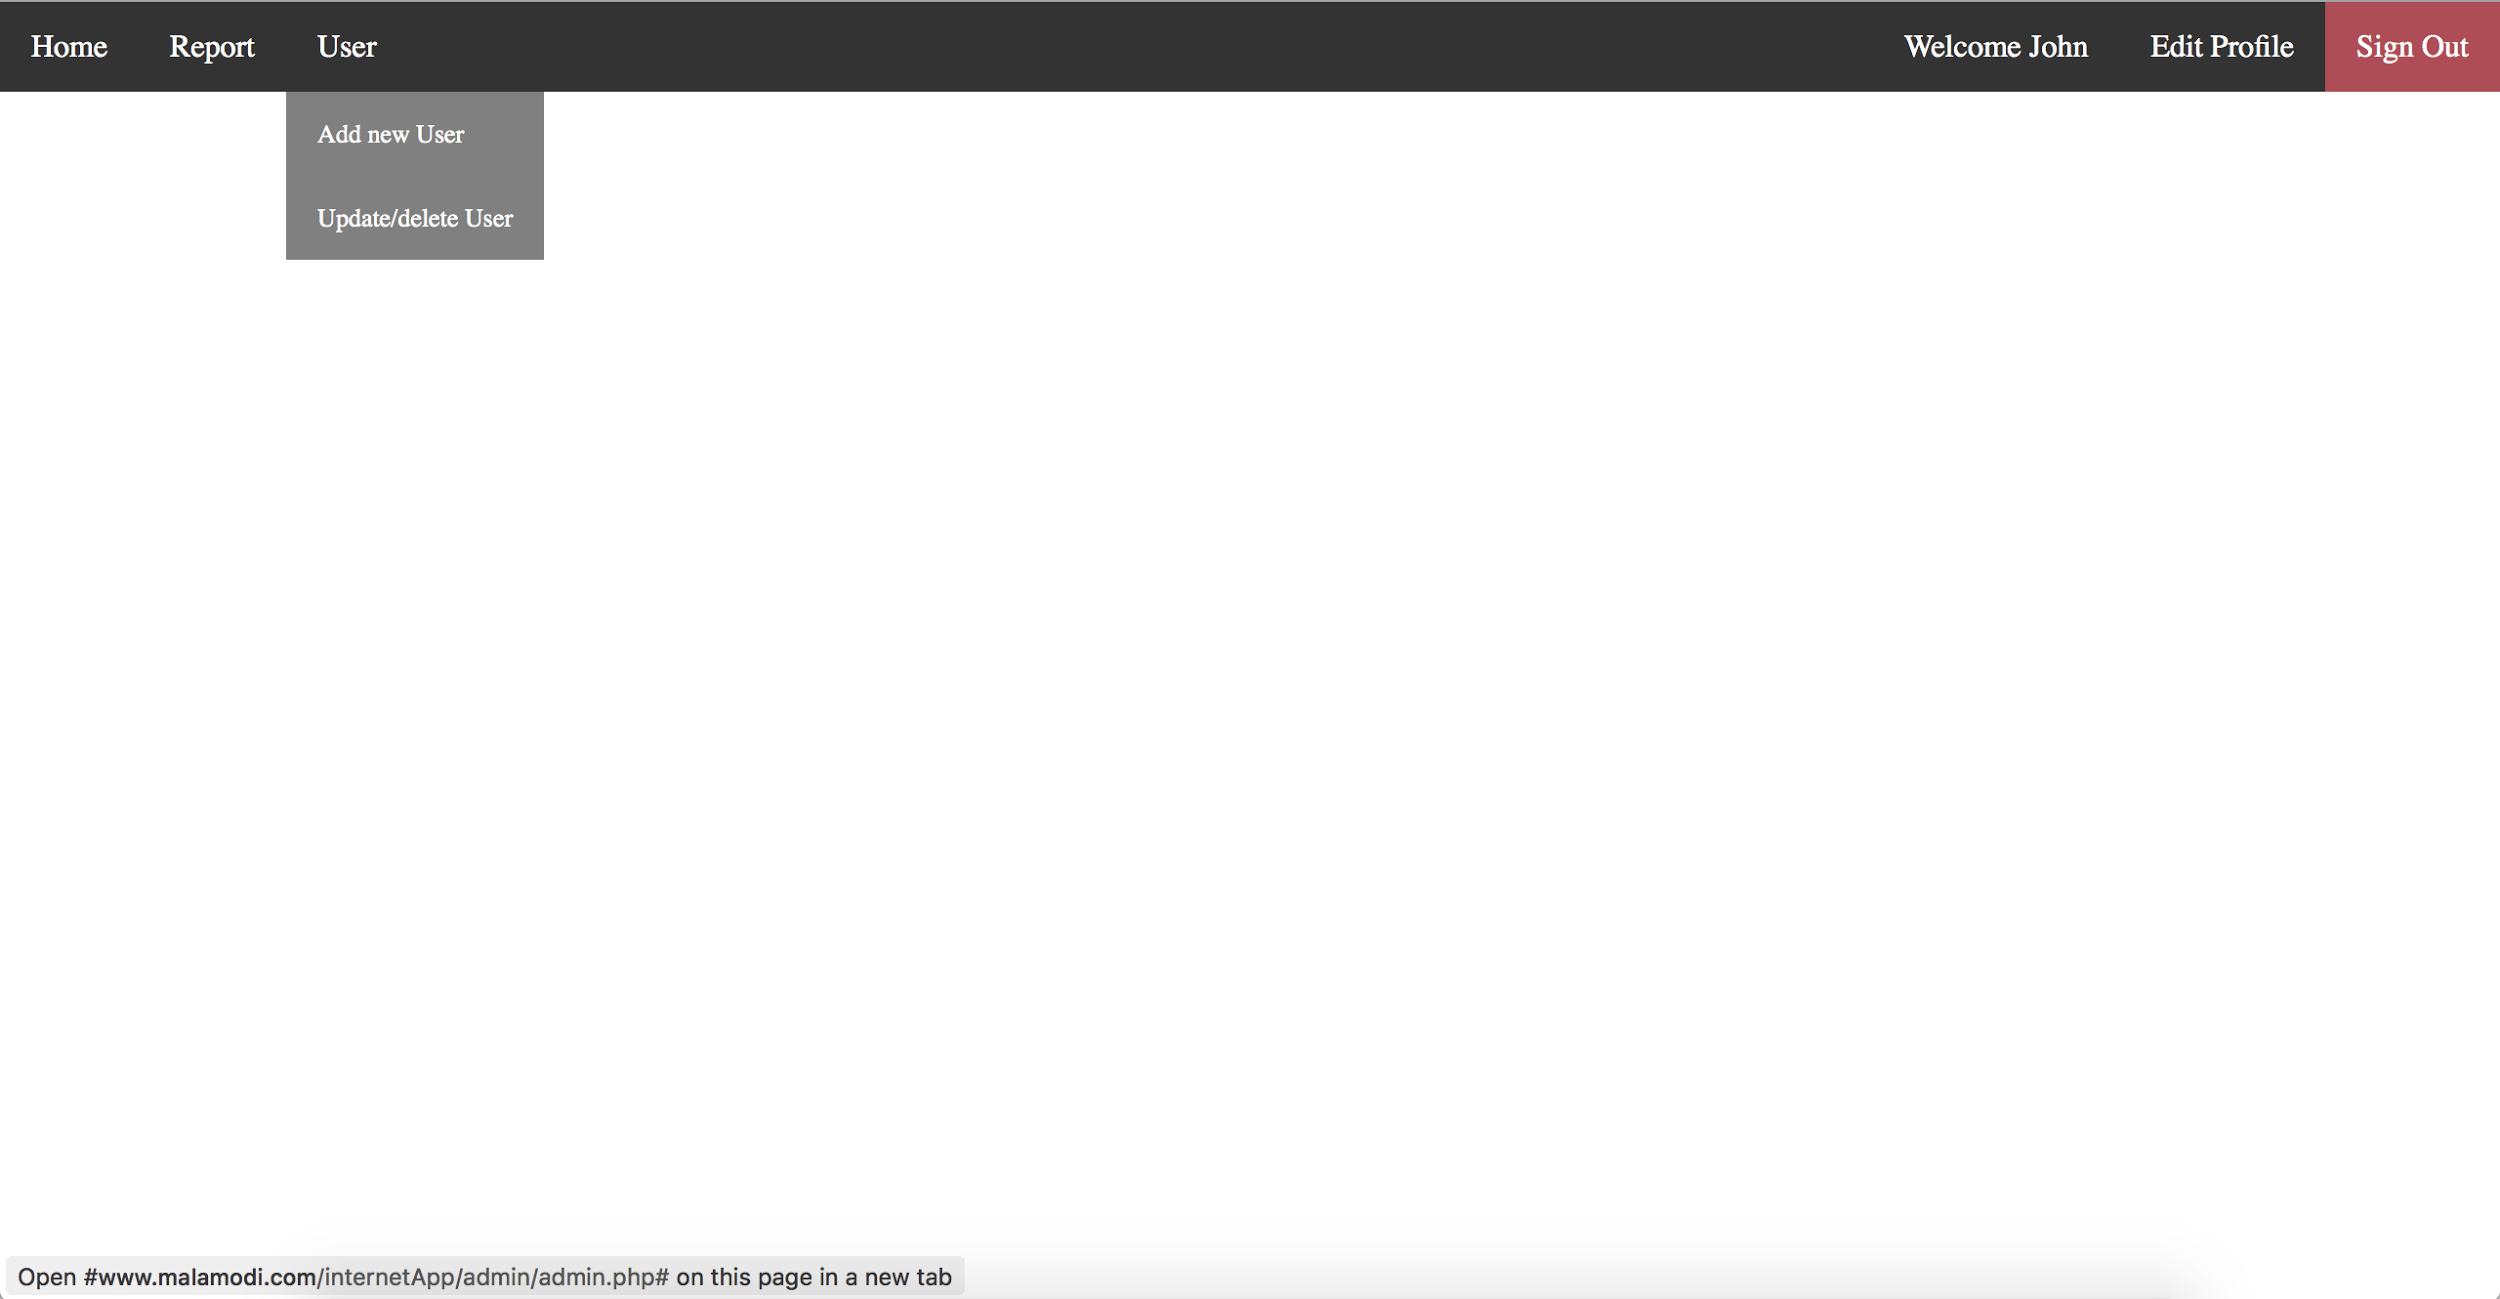 Home Report User Welcome John Edit Profile Sign Out
Add new User
Update/delete User
Open #www.malamodi.com/internetApp/admin/admin.php# on this page in a new tab